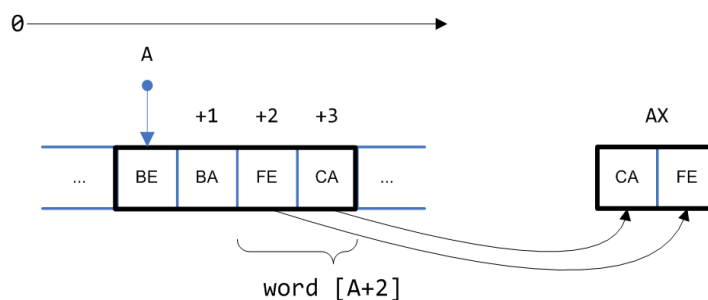 0
A
+1 +2 +3 AX
... BE BA FE CA ... CA FE
word [A+2]